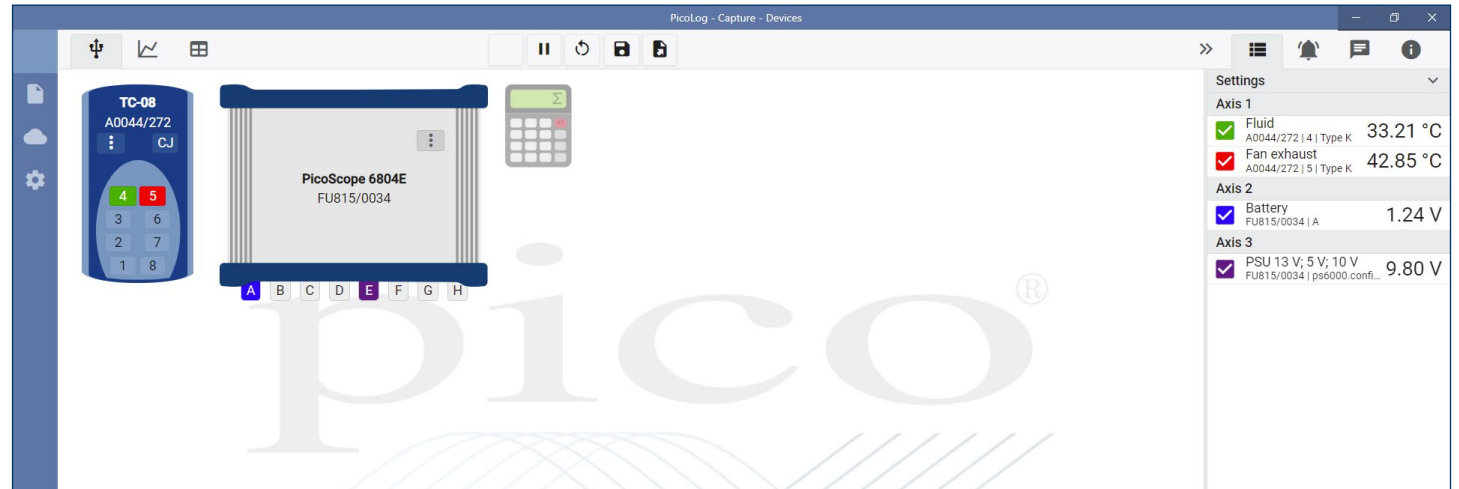 PicoLog - Capture - Devices
TC-08
A0044/272
CJ
4 5
3 6
2 7
1 8
PicoScope 6804E
FU815/0034
A B C D E F G H
Σ
pico®
Settings
Axis 1
Fluid
A0044/272 | 4 | Type K
33.21 °C
Fan exhaust
A0044/272 | 5 | Type K
42.85 °C
Axis 2
Battery
FU815/0034 | A
1.24 V
Axis 3
PSU 13 V; 5 V; 10 V
FU815/0034 | ps6000.confi...
9.80 V